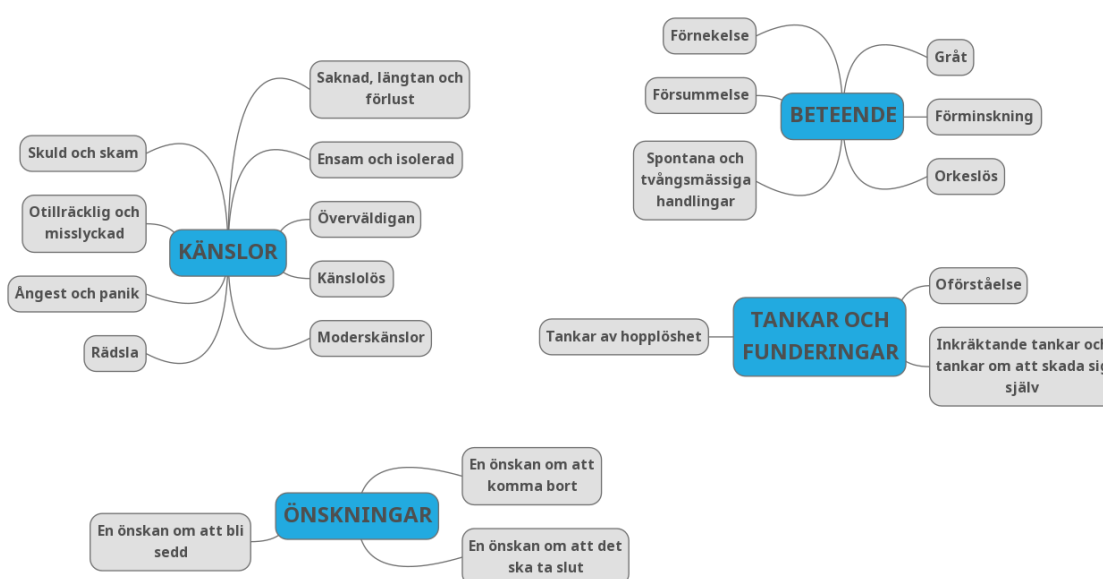 Saknad, längtan och
förlust
Skuld och skam
Ensam och isolerad
Otillräcklig och
misslyckad
Överväldigan
KÄNSLOR
Känslolös
Ångest och panik
Moderskänslor
Rädsla
Förnekelse
Gråt
Försummelse
BETEENDE
Förminskning
Spontana och
tvångsmässiga
handlingar
Orkeslös
Oförståelse
TANKAR OCH
FUNDERINGAR
Tankar av hopplöshet
Inkräktande tankar och
tankar om att skada sig
själv
En önskan om att
komma bort
ÖNSKNINGAR
En önskan om att bli
sedd
En önskan om att det
ska ta slut